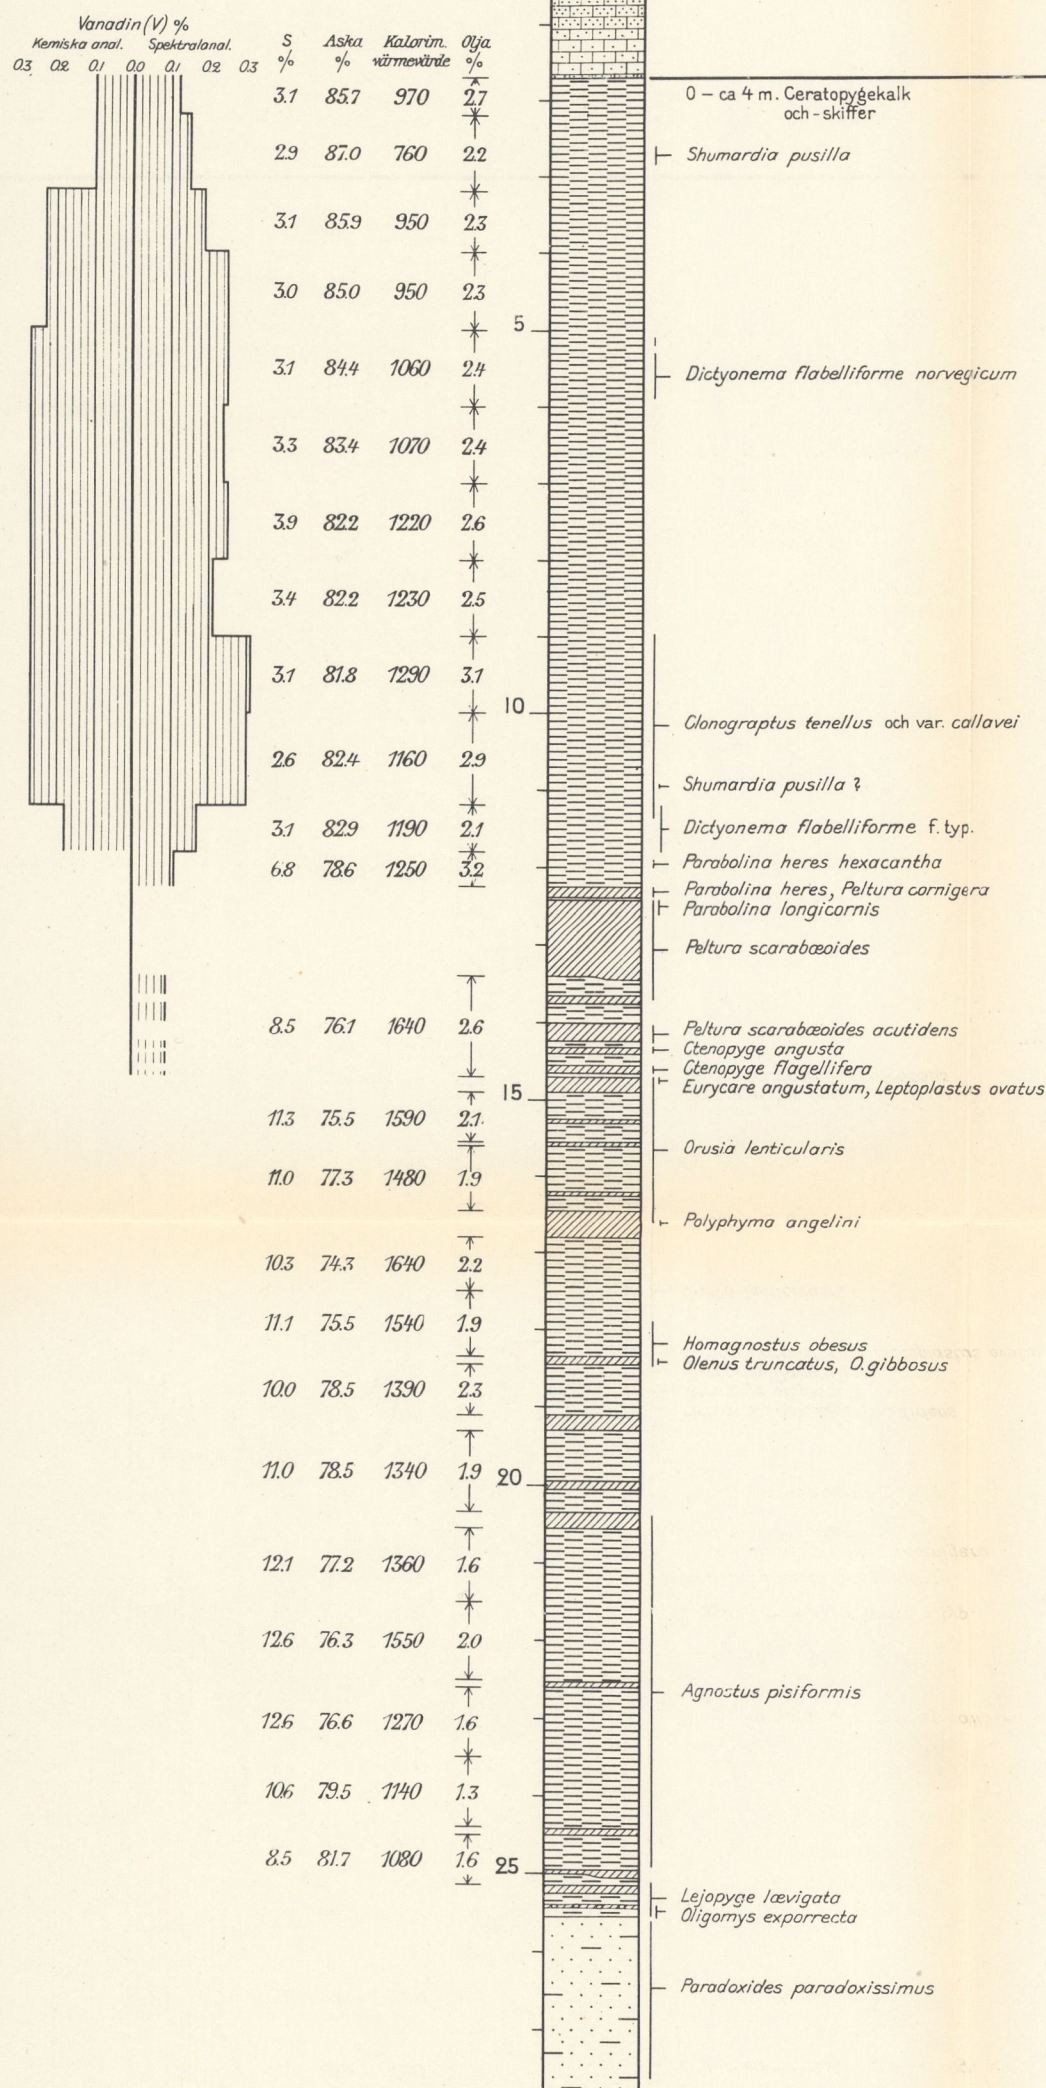 Vanadin (V) %
Kemiska anal. Spektralanal.
0.3 0.2 0.1 0.0 0.1 0.2 0.3
S % Aska % Kalorim. värmevärde Olja %
3.1 85.7 970 2.7
0 – ca 4 m. Ceratopygekalk
och -skiffer
2.9 87.0 760 2.2
Shumardia pusilla
3.1 85.9 950 2.3
3.0 85.0 950 2.3
5
3.1 84.4 1060 2.4
Dictyonema flabelliforme norvegicum
3.3 83.4 1070 2.4
3.9 82.2 1220 2.6
3.4 82.2 1230 2.5
3.1 81.8 1290 3.1
10
Clonograptus tenellus och var. callavei
2.6 82.4 1160 2.9
Shumardia pusilla ?
3.1 82.9 1190 2.1
Dictyonema flabelliforme f. typ.
6.8 78.6 1250 3.2
Parabolina heres hexacantha
Parabolina heres, Peltura cornigera
Parabolina longicornis
Peltura scarabæoides
8.5 76.1 1640 2.6
Peltura scarabæoides acutidens
Ctenopyge angusta
Ctenopyge flagellifera
Eurycare angustatum, Leptoplastus ovatus
15
11.3 75.5 1590 2.1
Orusia lenticularis
11.0 77.3 1480 1.9
Polyphyma angelini
10.3 74.3 1640 2.2
11.1 75.5 1540 1.9
Homagnostus obesus
Olenus truncatus, O. gibbosus
10.0 78.5 1390 2.3
11.0 78.5 1340 1.9
20
12.1 77.2 1360 1.6
12.6 76.3 1550 2.0
Agnostus pisiformis
12.6 76.6 1270 1.6
10.6 79.5 1140 1.3
8.5 81.7 1080 1.6
25
Lejopyge lævigata
Oligomys exporrecta
Paradoxides paradoxissimus